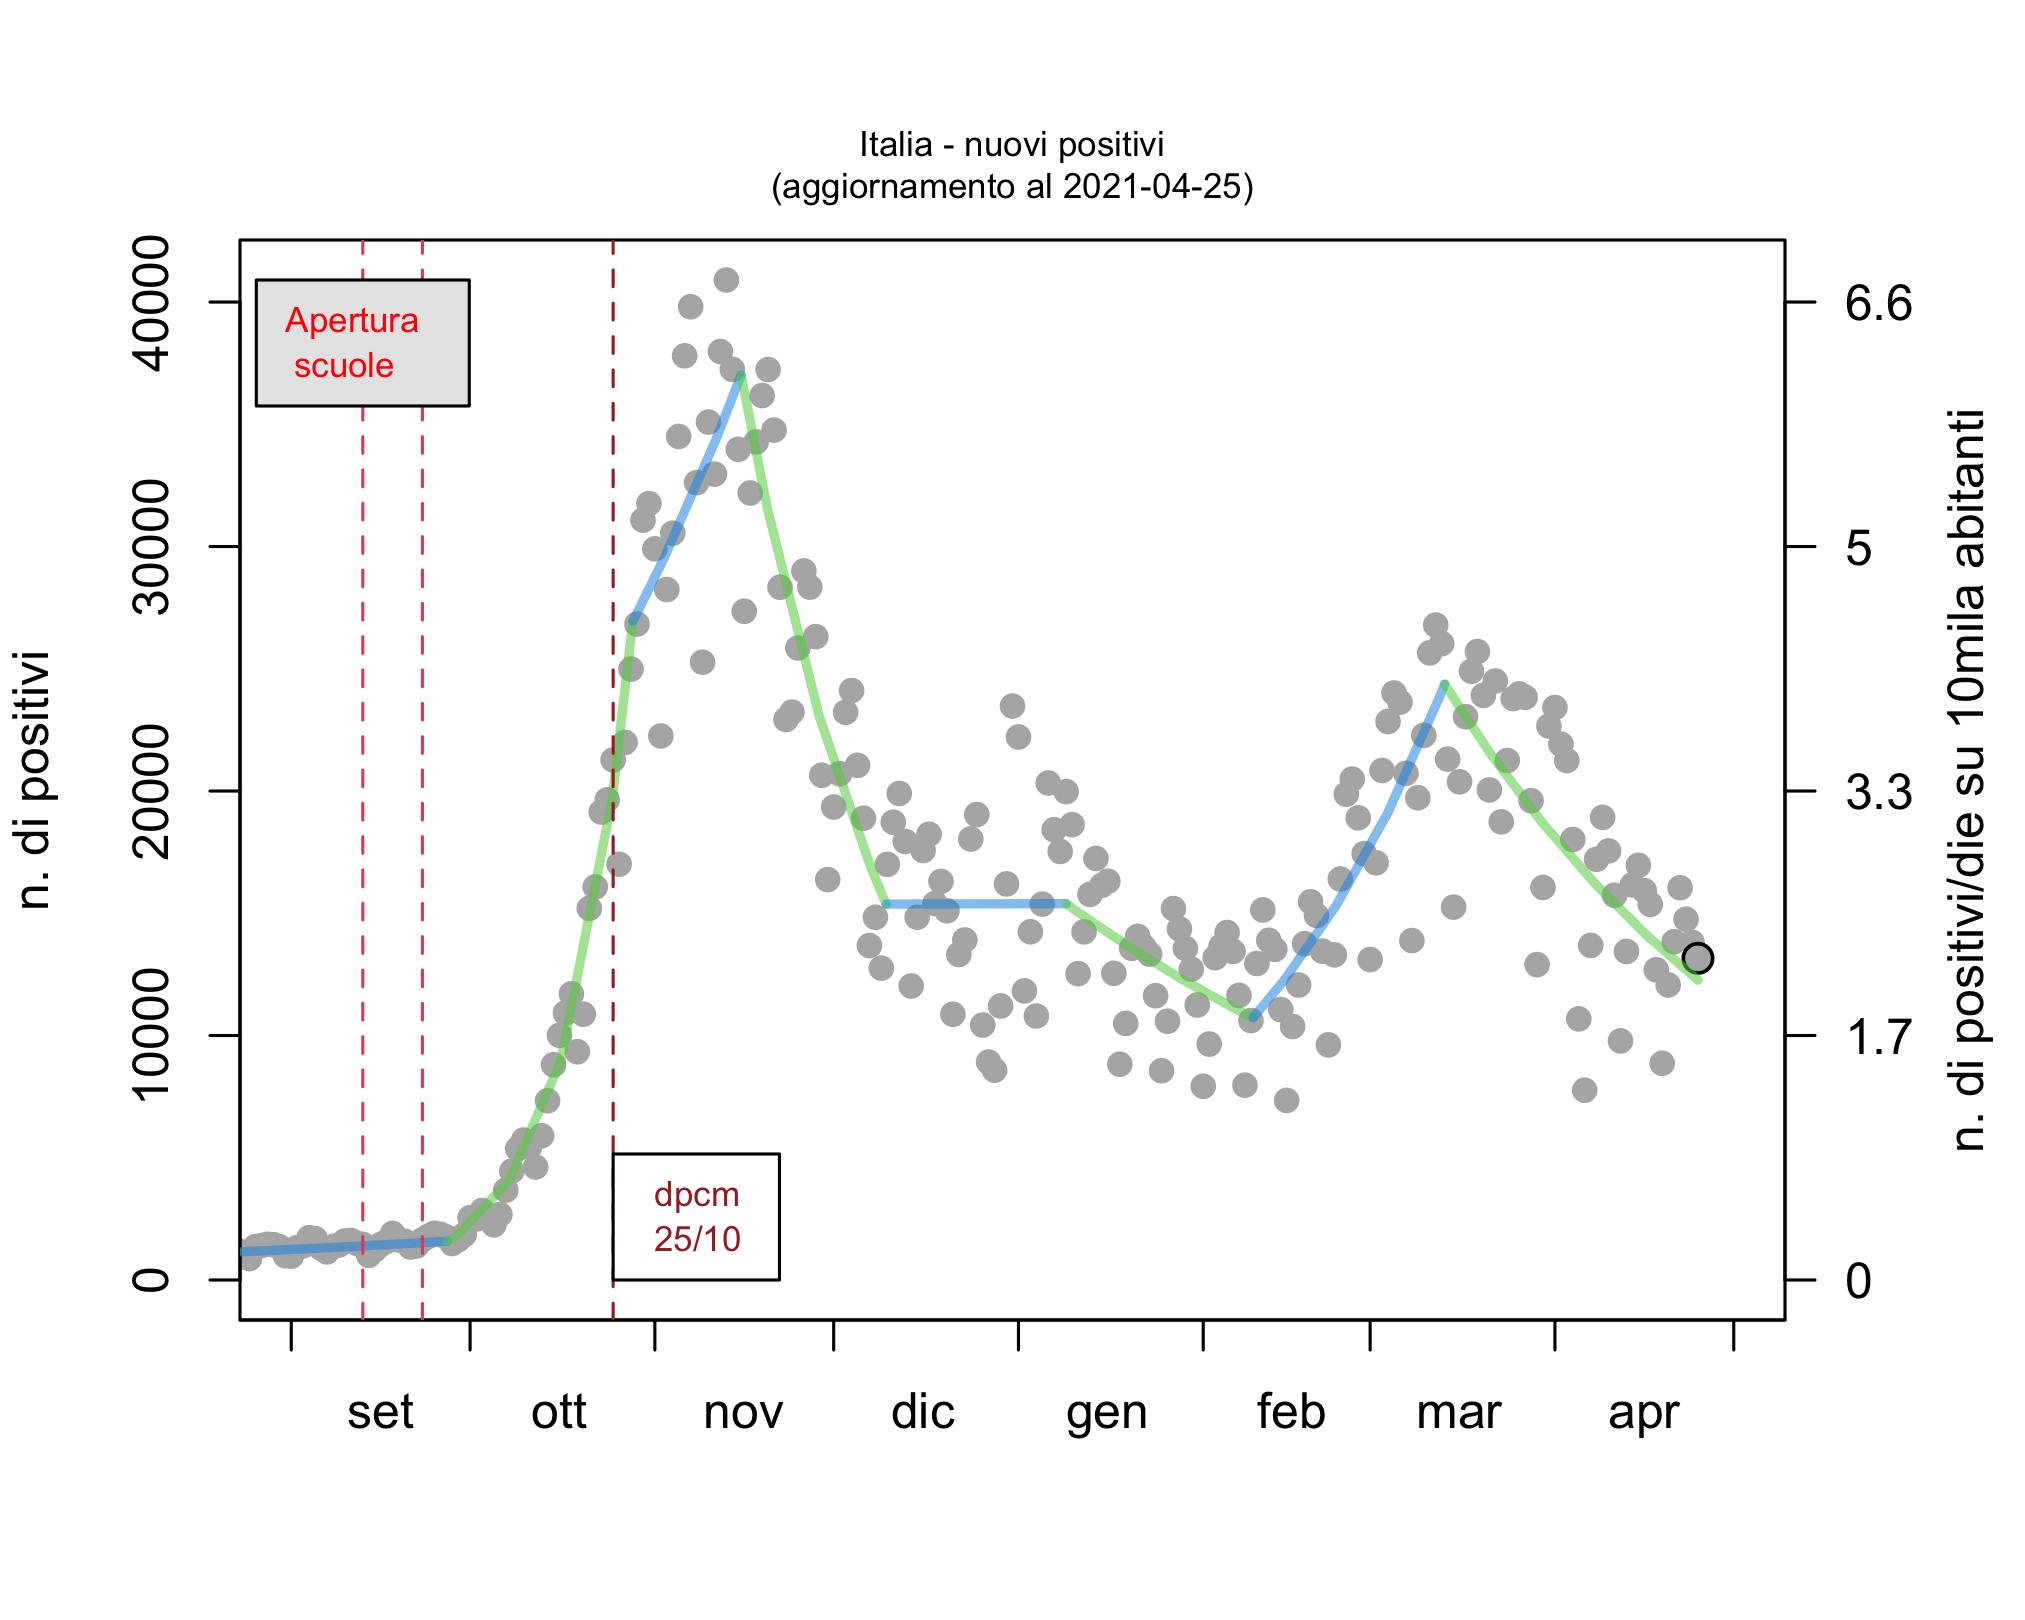 Italia - nuovi positivi
(aggiornamento al 2021-04-25)
Apertura
scuole
dpcm
25/10
n. di positivi
40000
30000
20000
10000
0
6.6
5
3.3
1.7
0
n. di positivi/die su 10mila abitanti
set ott nov dic gen feb mar apr